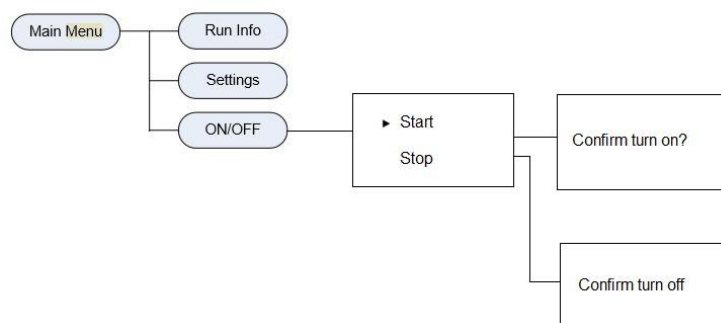 Main Menu
Run Info
Settings
ON/OFF
Start
Stop
Confirm turn on?
Confirm turn off